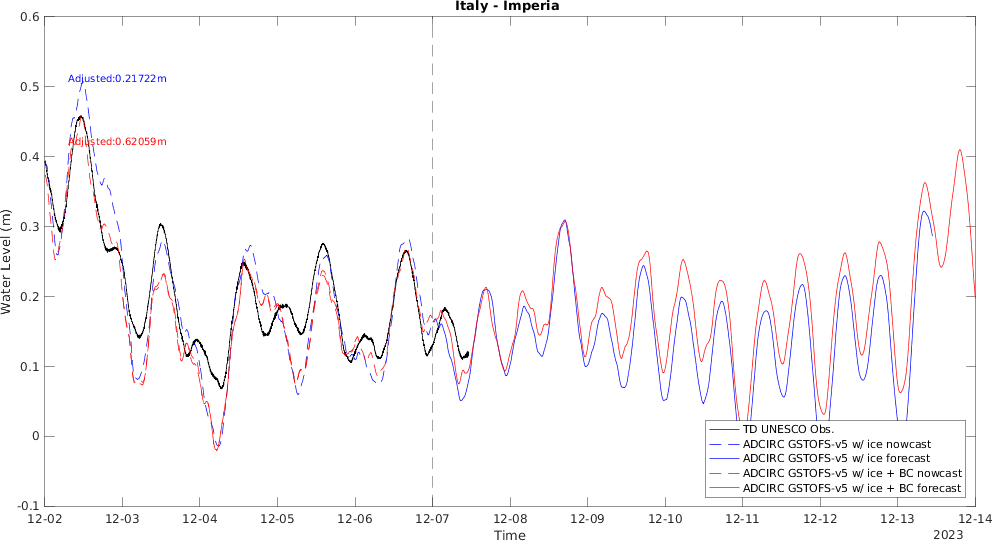 Italy - Imperia
0.6
0.5
0.4
0.3
0.2
0.1
0
-0.1
Water Level (m)
Adjusted:0.21722m
Adjusted:0.62059m
TD UNESCO Obs.
ADCIRC GSTOFS-v5 w/ ice nowcast
ADCIRC GSTOFS-v5 w/ ice forecast
ADCIRC GSTOFS-v5 w/ ice + BC nowcast
ADCIRC GSTOFS-v5 w/ ice + BC forecast
12-02 12-03 12-04 12-05 12-06 12-07 12-08 12-09 12-10 12-11 12-12 12-13 12-14
Time
2023